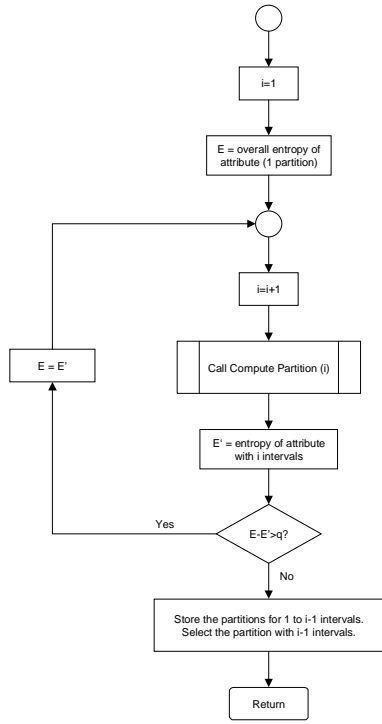 i=1
E = overall entropy of
attribute (1 partition)
i=i+1
E = E'
Call Compute Partition (i)
E' = entropy of attribute
with i intervals
Yes
E-E'>q?
No
Store the partitions for 1 to i-1 intervals.
Select the partition with i-1 intervals.
Return